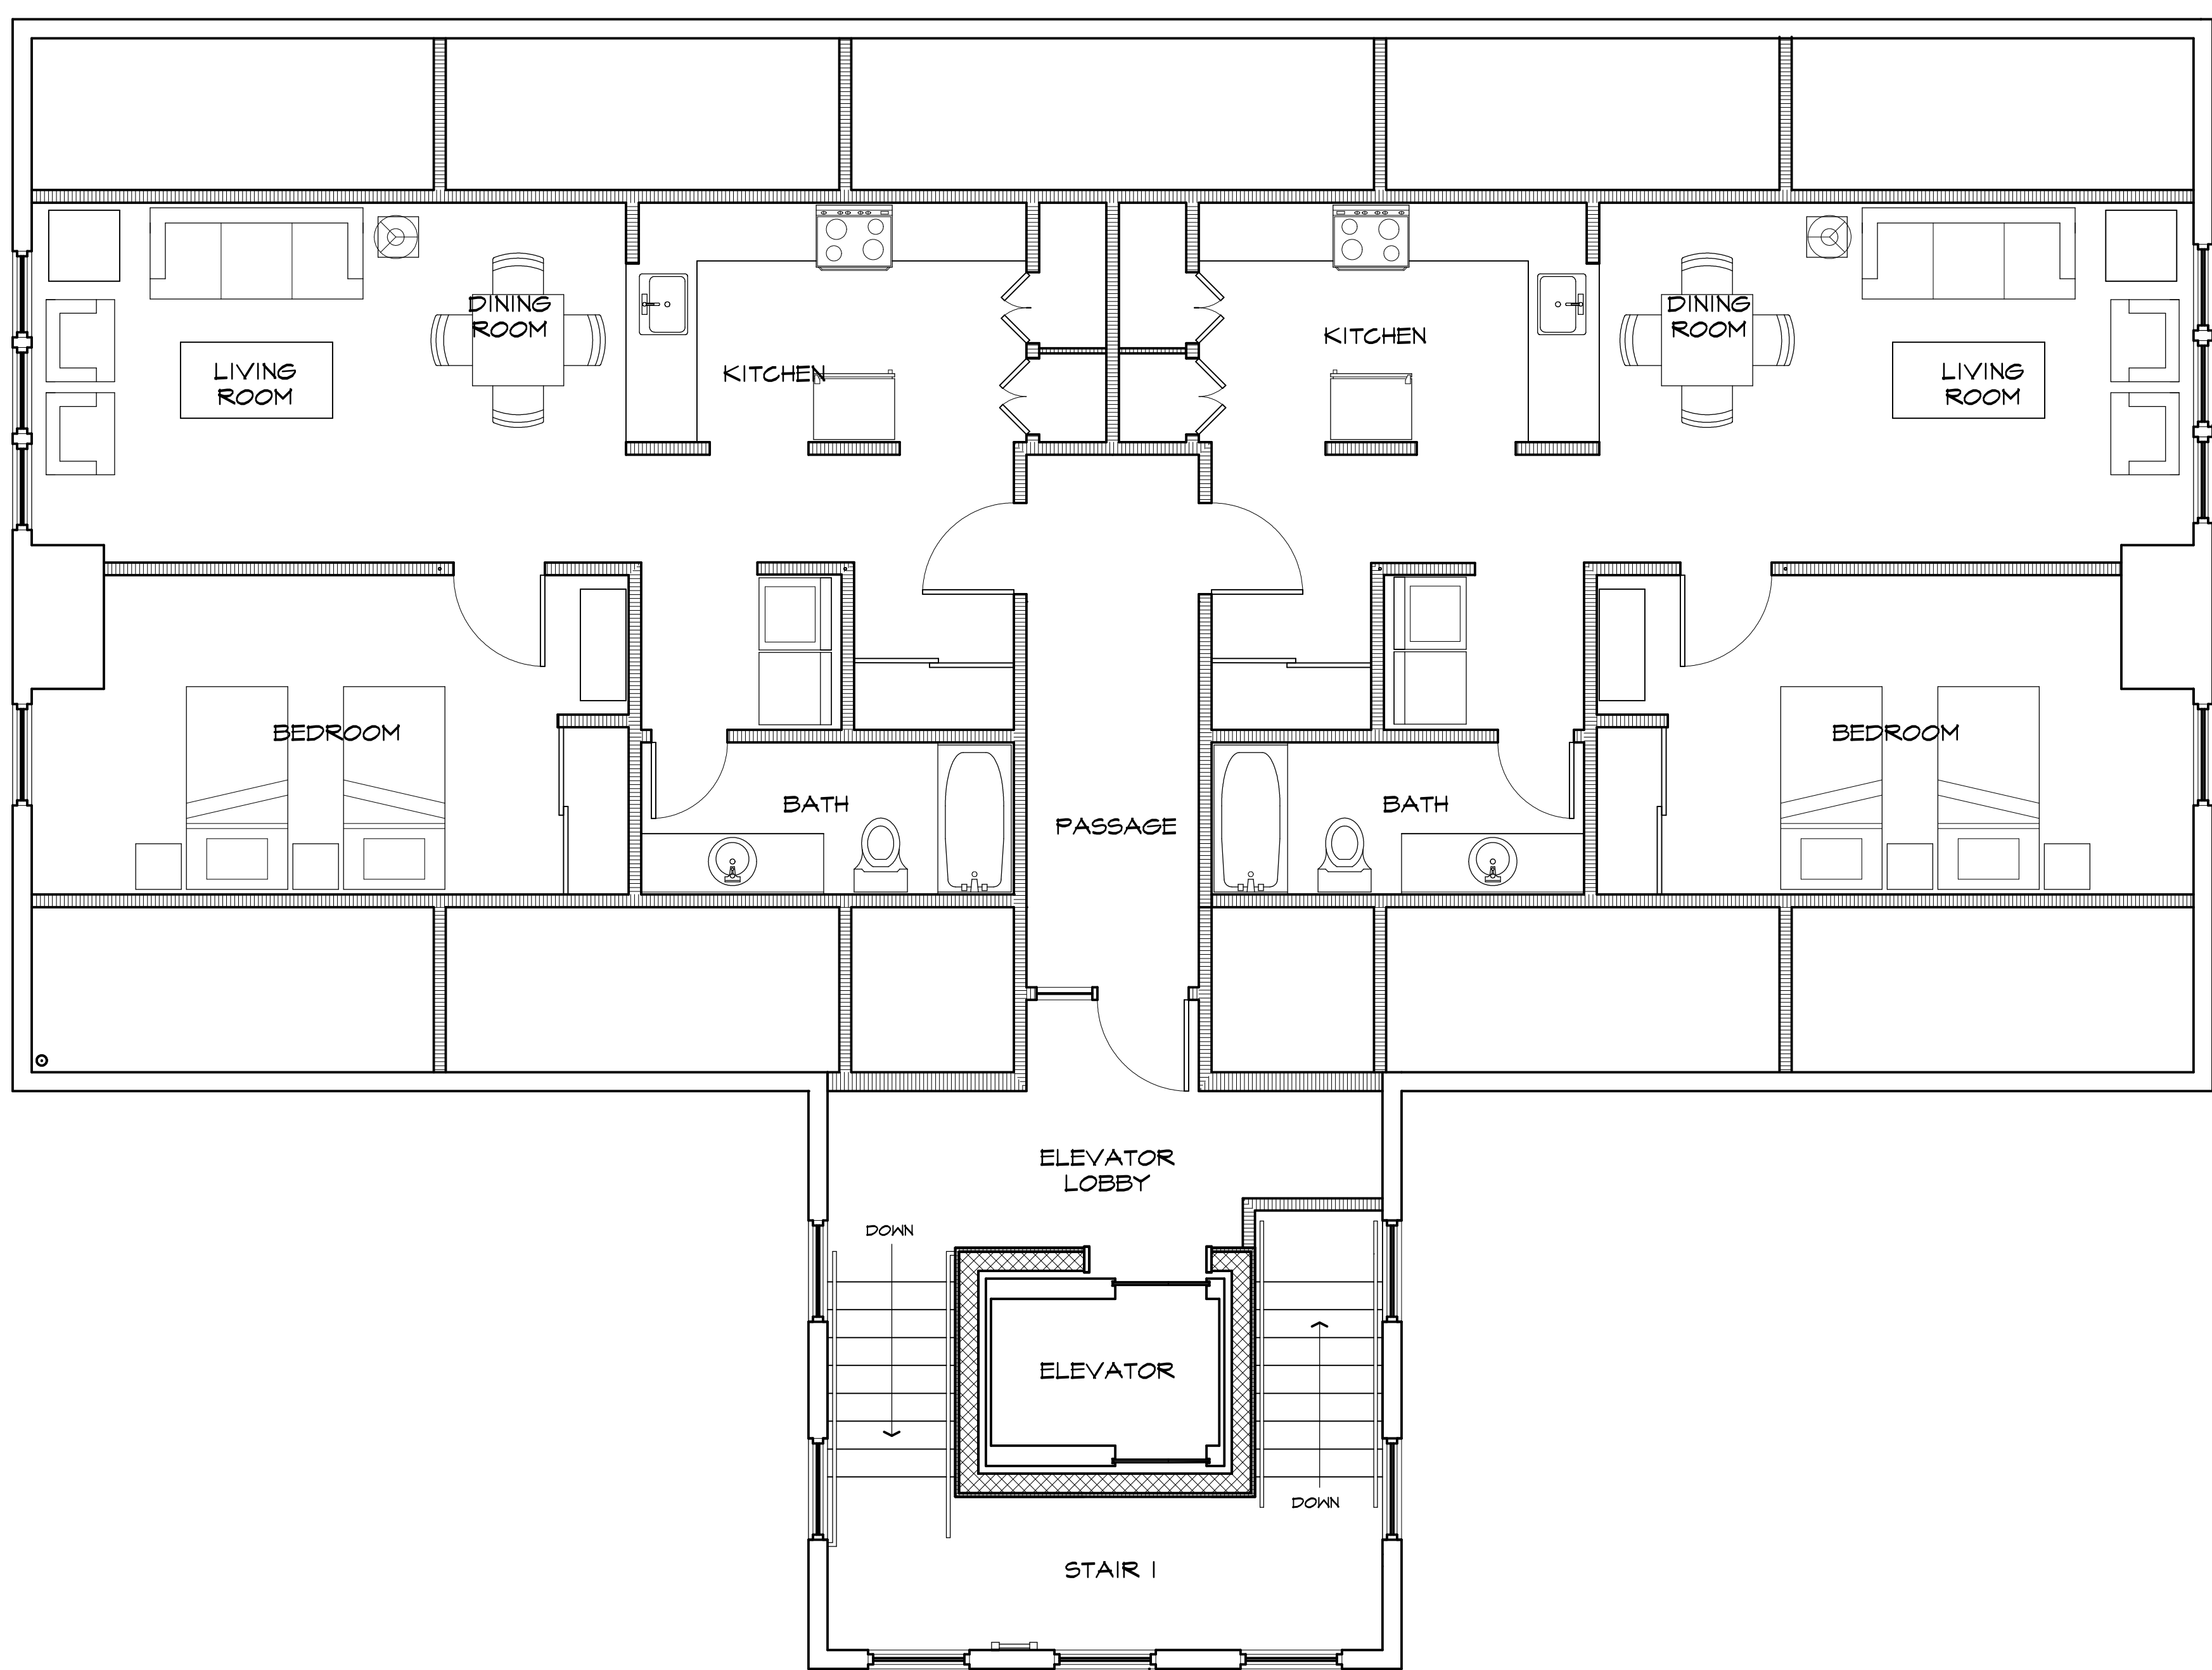 DINING
ROOM
DINING
ROOM
KITCHEN
LIVING
ROOM
KITCHEN
LIVING
ROOM
BEDROOM
BEDROOM
BATH
BATH
PASSAGE
ELEVATOR
LOBBY
DOWN
ELEVATOR
DOWN
STAIR 1